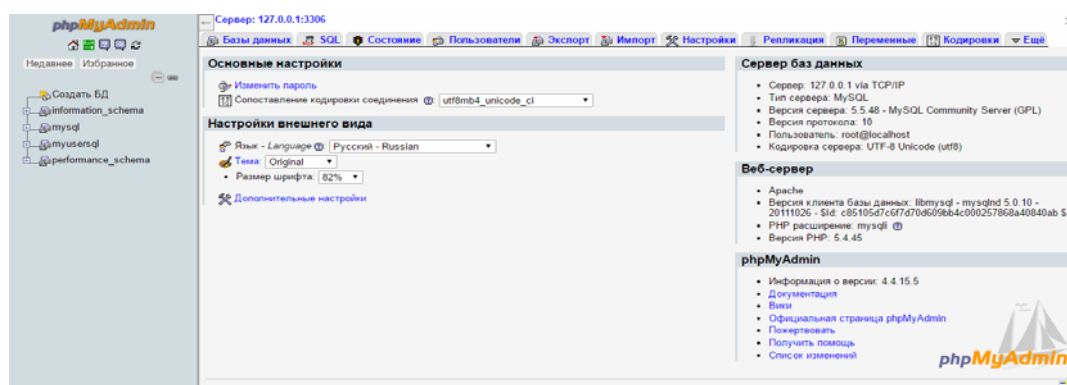 phpMyAdmin
Недавнее Избранное
Создать БД
information_schema
mysql
myusersql
performance_schema
Сервер: 127.0.0.1:3306
Базы данных SQL Состояние Пользователи Экспорт Импорт Настройки Репликация Переменные Кодировки Ещё
Основные настройки
Изменить пароль
Сопоставление кодировки соединения utf8mb4_unicode_ci
Настройки внешнего вида
Язык - Language Русский - Russian
Тема: Original
• Размер шрифта: 82%
Дополнительные настройки
Сервер баз данных
• Сервер: 127.0.0.1 via TCP/IP
• Тип сервера: MySQL
• Версия сервера: 5.5.48 - MySQL Community Server (GPL)
• Версия протокола: 10
• Пользователь: root@localhost
• Кодировка сервера: UTF-8 Unicode (utf8)
Веб-сервер
• Apache
• Версия клиента базы данных: libmysql - mysqlnd 5.0.10 -
20111026 - $Id: c85105d7c6f7d70d609bb4c000257868a40840ab $
• PHP расширение: mysqli
• Версия PHP: 5.4.45
phpMyAdmin
• Информация о версии: 4.4.15.5
• Документация
• Вики
• Официальная страница phpMyAdmin
• Пожертвовать
• Получить помощь
• Список изменений
phpMyAdmin